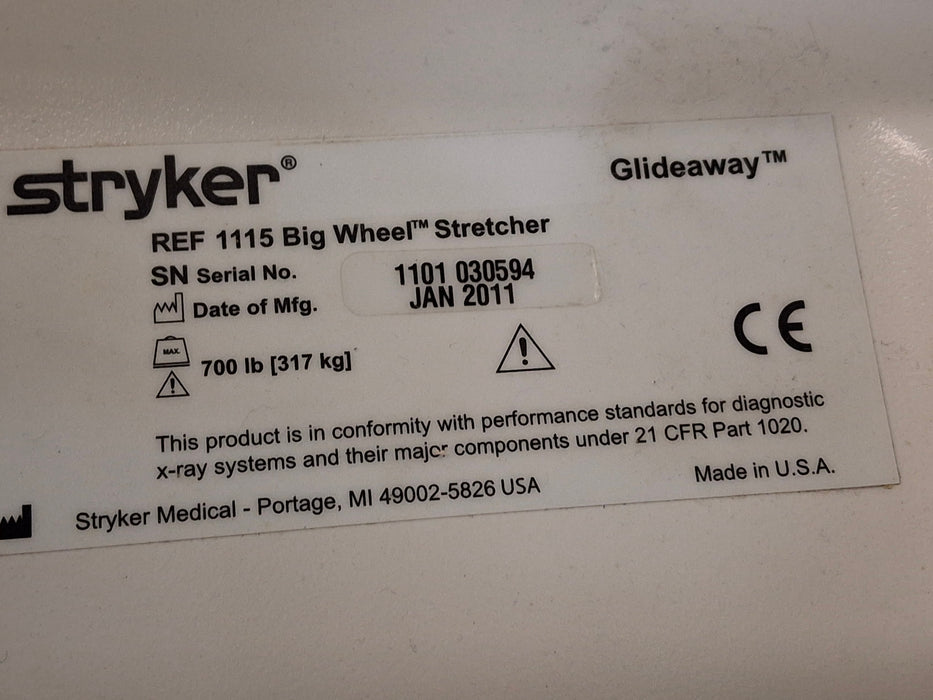 stryker®
Glideaway™
REF 1115 Big Wheel™ Stretcher
SN Serial No.
1101 030594
Date of Mfg.
JAN 2011
MAX
700 lb [317 kg]
CE
This product is in conformity with performance standards for diagnostic
x-ray systems and their major components under 21 CFR Part 1020.
Made in U.S.A.
Stryker Medical - Portage, MI 49002-5826 USA